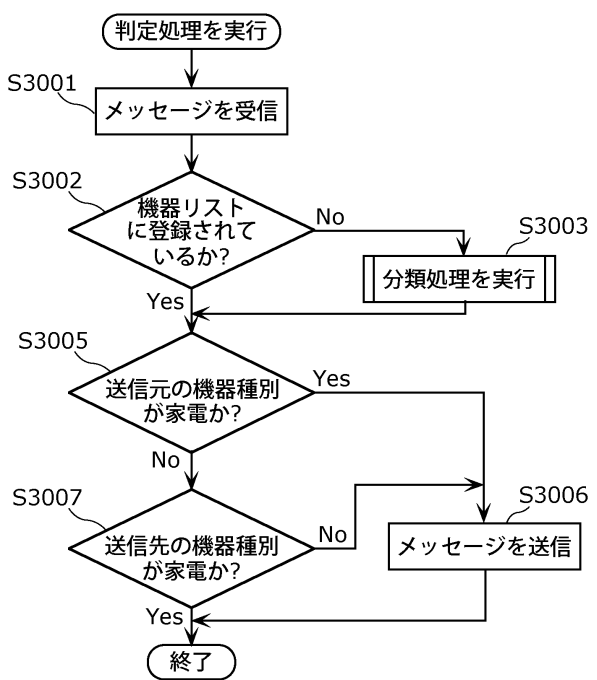 判定処理を実行
S3001
メッセージを受信
S3002
機器リスト
に登録されて
いるか?
No
S3003
分類処理を実行
Yes
S3005
送信元の機器種別
が家電か?
Yes
No
S3007
送信先の機器種別
が家電か?
No
S3006
メッセージを送信
Yes
終了